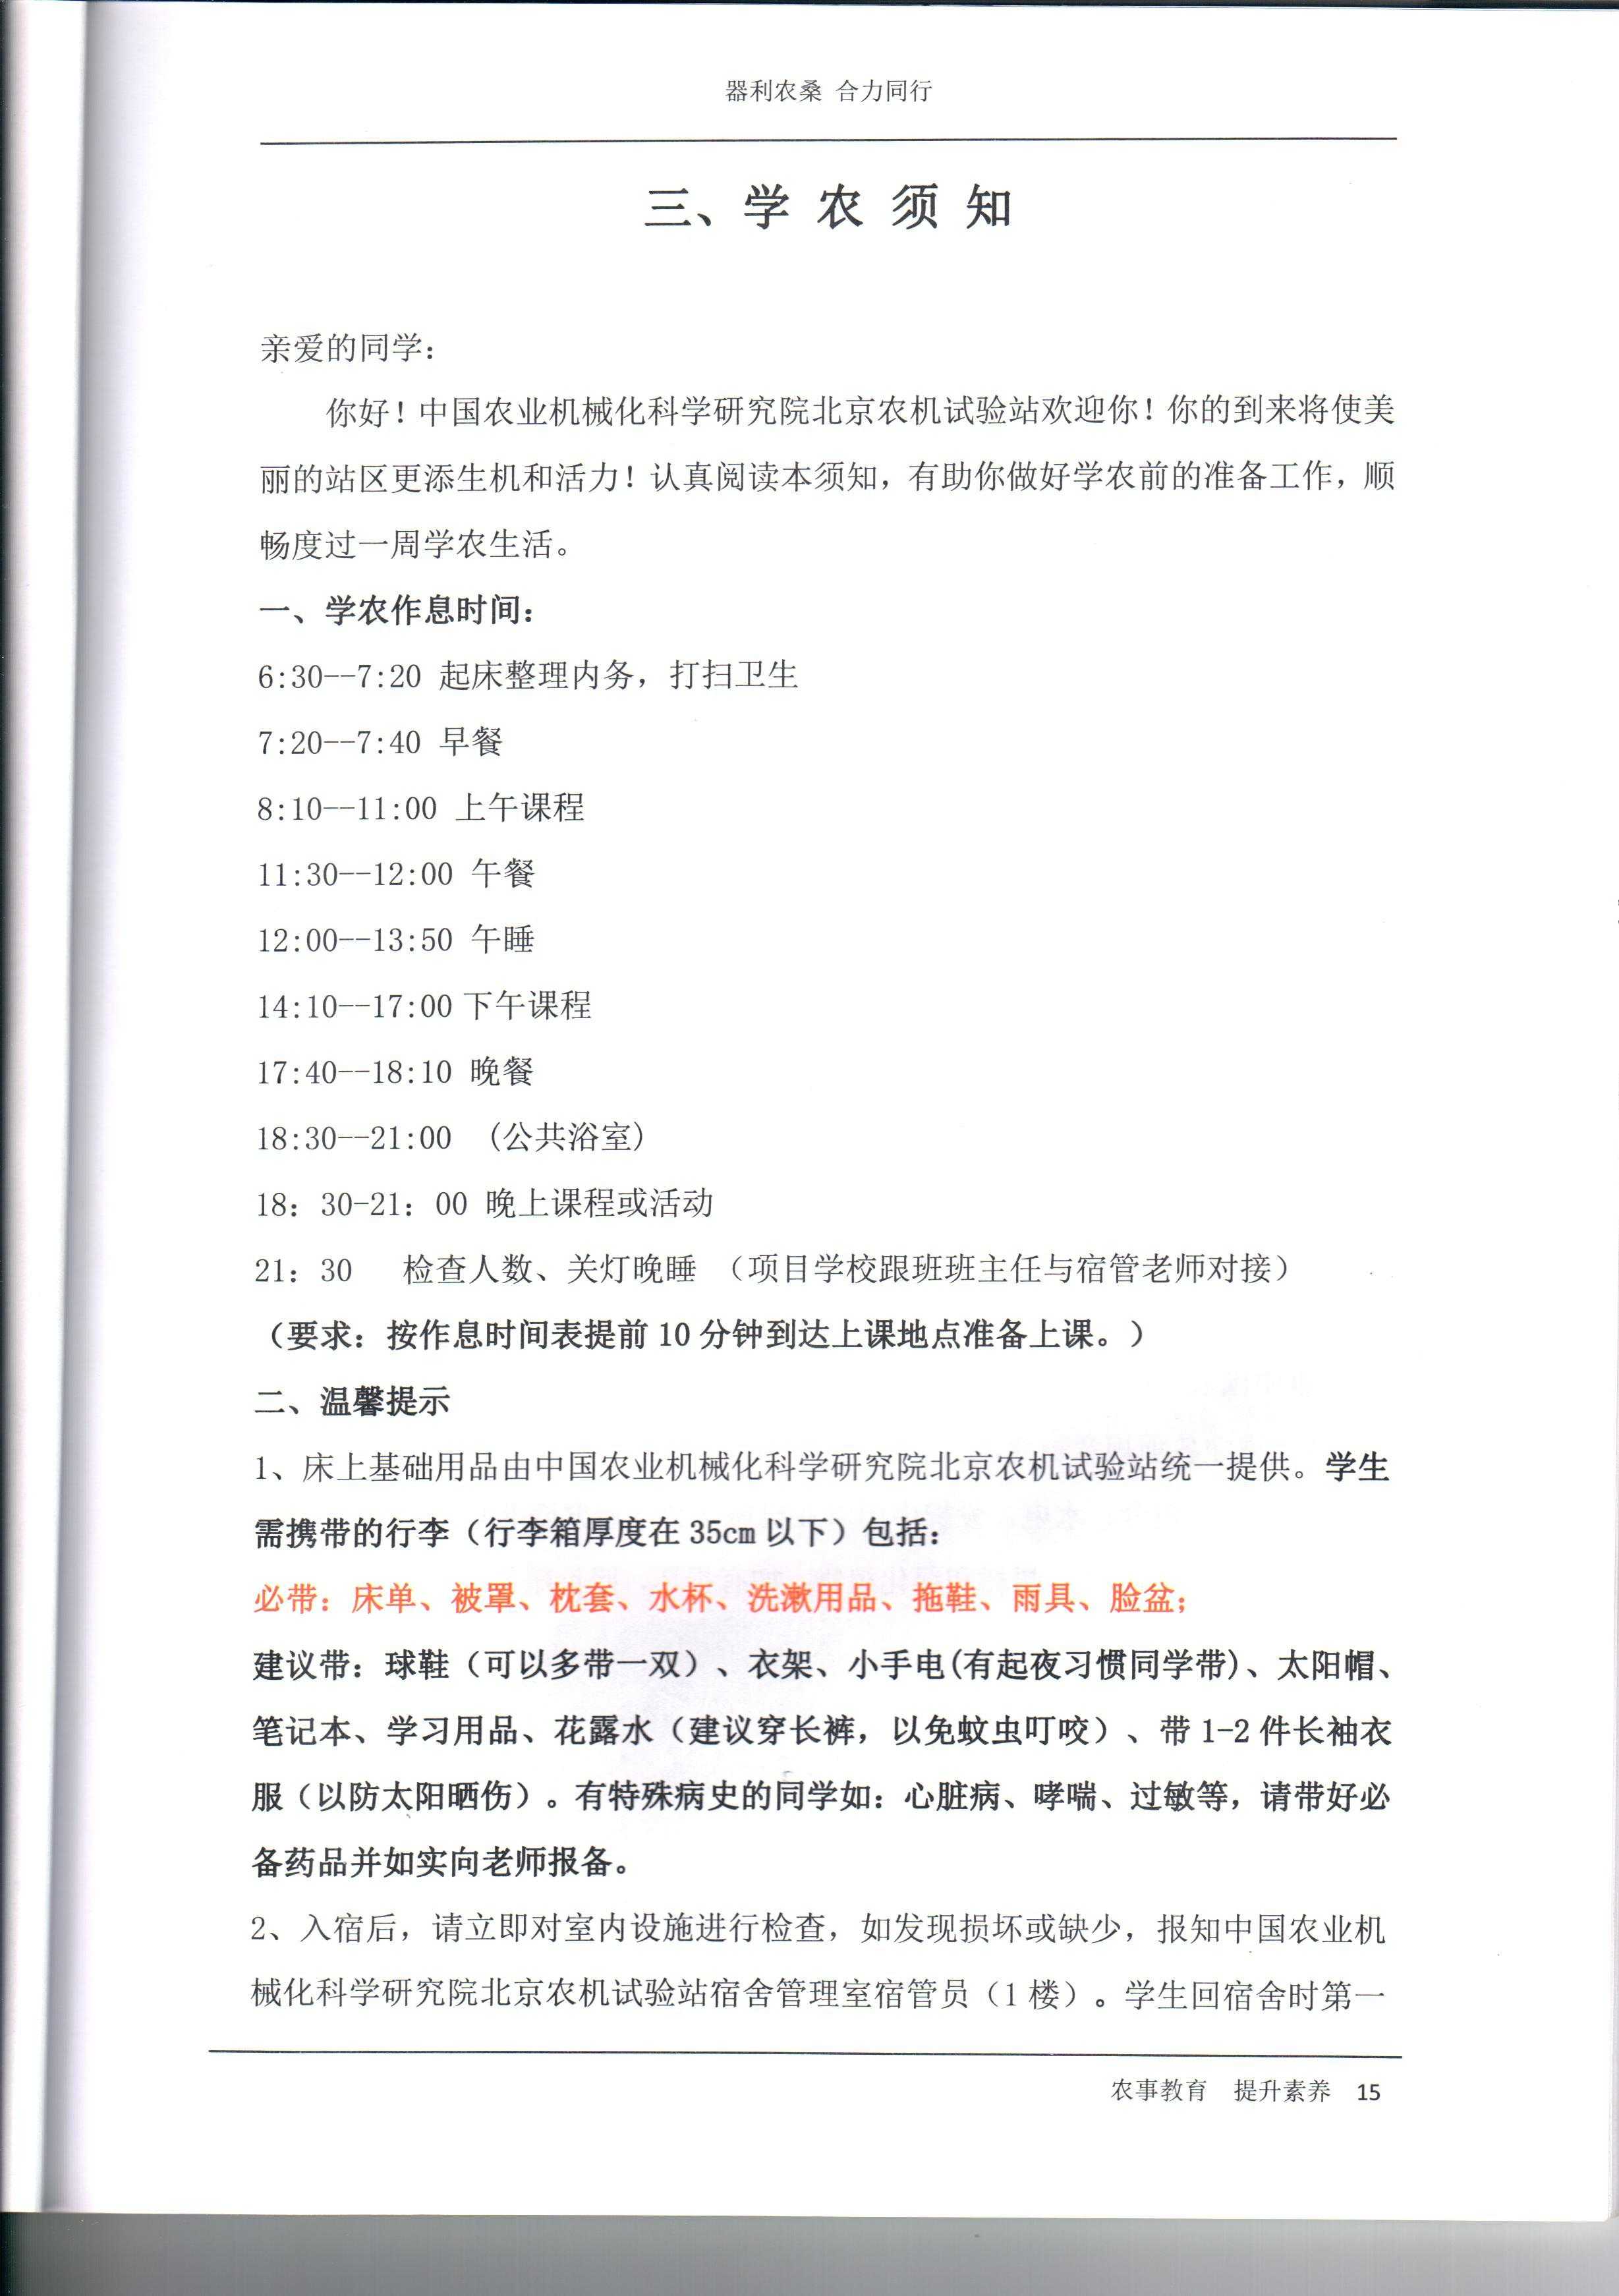 器利农桑 合力同行
三、学 农 须 知
亲爱的同学：
你好！中国农业机械化科学研究院北京农机试验站欢迎你！你的到来将使美
丽的站区更添生机和活力！认真阅读本须知，有助你做好学农前的准备工作，顺
畅度过一周学农生活。
一、学农作息时间：
6:30--7:20 起床整理内务，打扫卫生
7:20--7:40 早餐
8:10--11:00 上午课程
11:30--12:00 午餐
12:00--13:50 午睡
14:10--17:00 下午课程
17:40--18:10 晚餐
18:30--21:00 （公共浴室）
18：30-21：00 晚上课程或活动
21：30 检查人数、关灯晚睡 （项目学校跟班班主任与宿管老师对接）
（要求：按作息时间表提前 10 分钟到达上课地点准备上课。）
二、温馨提示
1、床上基础用品由中国农业机械化科学研究院北京农机试验站统一提供。学生
需携带的行李（行李箱厚度在 35cm 以下）包括：
必带：床单、被罩、枕套、水杯、洗漱用品、拖鞋、雨具、脸盆；
建议带：球鞋（可以多带一双）、衣架、小手电(有起夜习惯同学带)、太阳帽、
笔记本、学习用品、花露水（建议穿长裤，以免蚊虫叮咬）、带 1-2 件长袖衣
服（以防太阳晒伤）。有特殊病史的同学如：心脏病、哮喘、过敏等，请带好必
备药品并如实向老师报备。
2、入宿后，请立即对室内设施进行检查，如发现损坏或缺少，报知中国农业机
械化科学研究院北京农机试验站宿舍管理室宿管员（1 楼）。学生回宿舍时第一
农事教育 提升素养 15